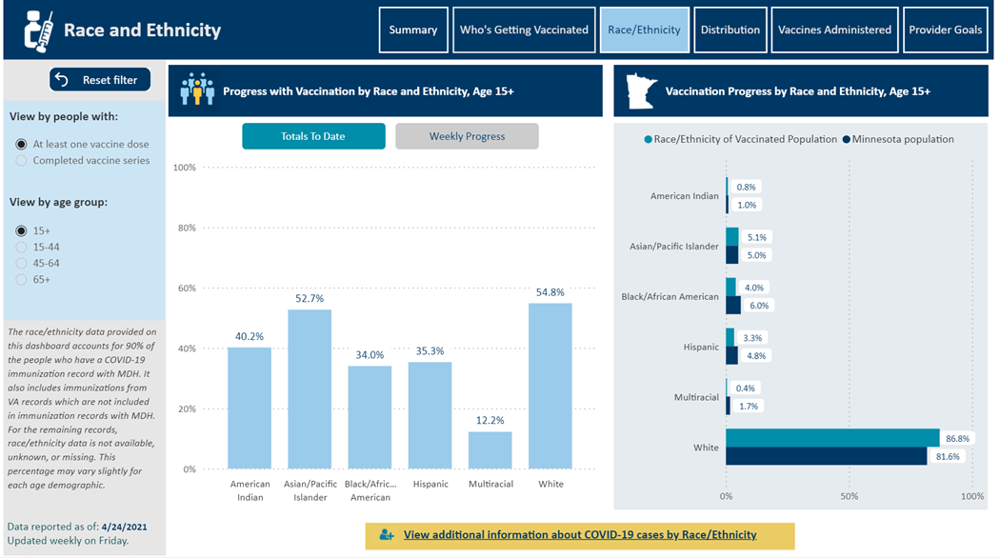 Race and Ethnicity
Summary
Who's Getting Vaccinated
Race/Ethnicity
Distribution
Vaccines Administered
Provider Goals
Reset filter
View by people with:
At least one vaccine dose
Completed vaccine series
View by age group:
15+
15-44
45-64
65+
The race/ethnicity data provided on
this dashboard accounts for 90% of
the people who have a COVID-19
immunization record with MDH. It
also includes immunizations from
VA records which are not included
in immunization records with MDH.
For the remaining records,
race/ethnicity data is not available,
unknown, or missing. This
percentage may vary slightly for
each age demographic.
Data reported as of: 4/24/2021
Updated weekly on Friday.
Progress with Vaccination by Race and Ethnicity, Age 15+
Totals To Date
Weekly Progress
100%
80%
60%
40%
20%
0%
40.2%
52.7%
34.0%
35.3%
12.2%
54.8%
American
Indian
Asian/Pacific
Islander
Black/Afric...
American
Hispanic
Multiracial
White
Vaccination Progress by Race and Ethnicity, Age 15+
Race/Ethnicity of Vaccinated Population
Minnesota population
American Indian
0.8%
1.0%
Asian/Pacific Islander
5.1%
5.0%
Black/African American
4.0%
6.0%
Hispanic
3.3%
4.8%
Multiracial
0.4%
1.7%
White
86.8%
81.6%
0%
50%
100%
View additional information about COVID-19 cases by Race/Ethnicity